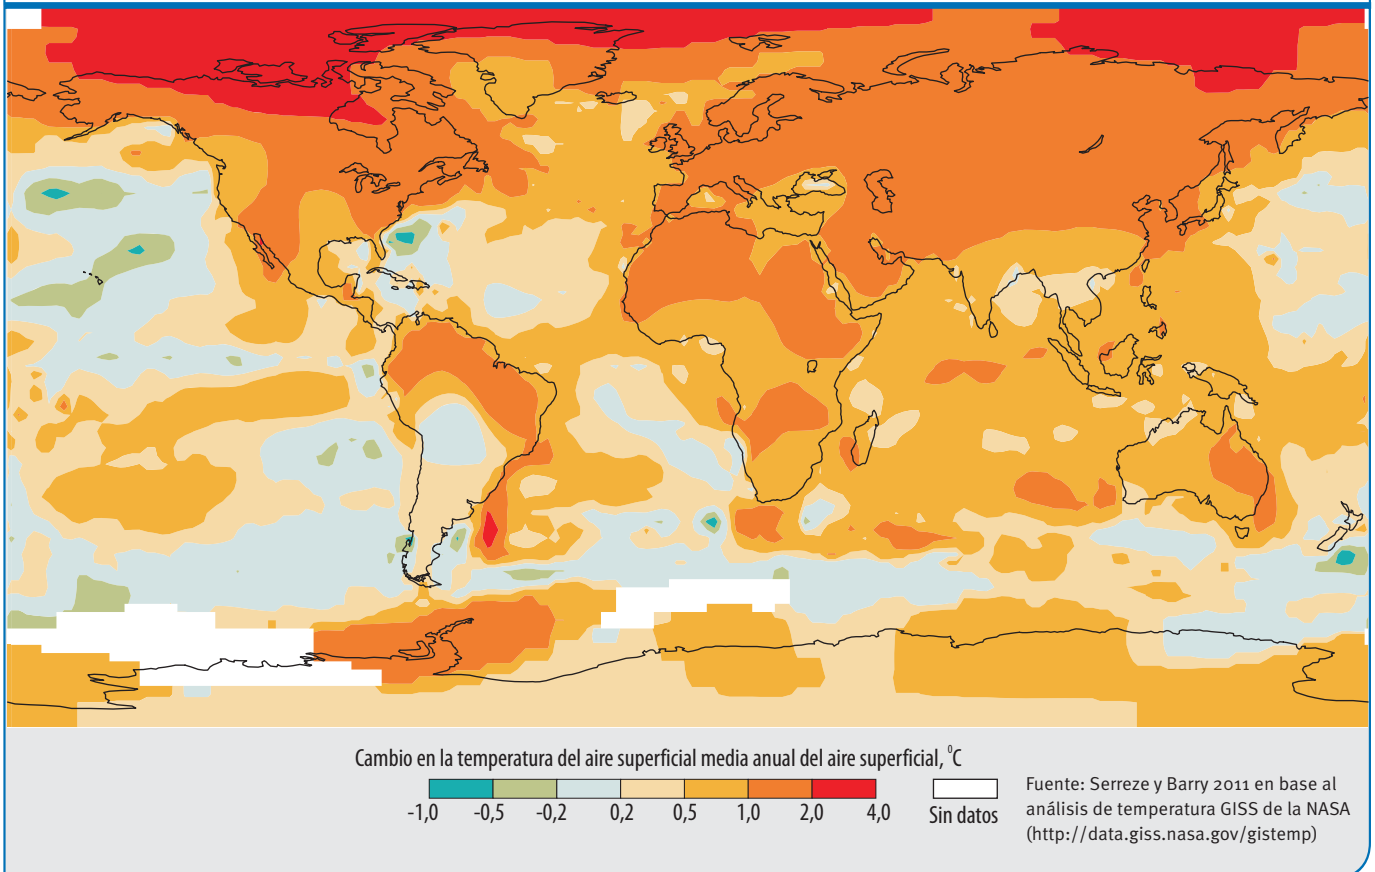 Cambio en la temperatura del aire superficial media anual del aire superficial, ⁰C
-1,0 -0,5 -0,2 0,2 0,5 1,0 2,0 4,0
Sin datos
Fuente: Serreze y Barry 2011 en base al
análisis de temperatura GISS de la NASA
(http://data.giss.nasa.gov/gistemp)